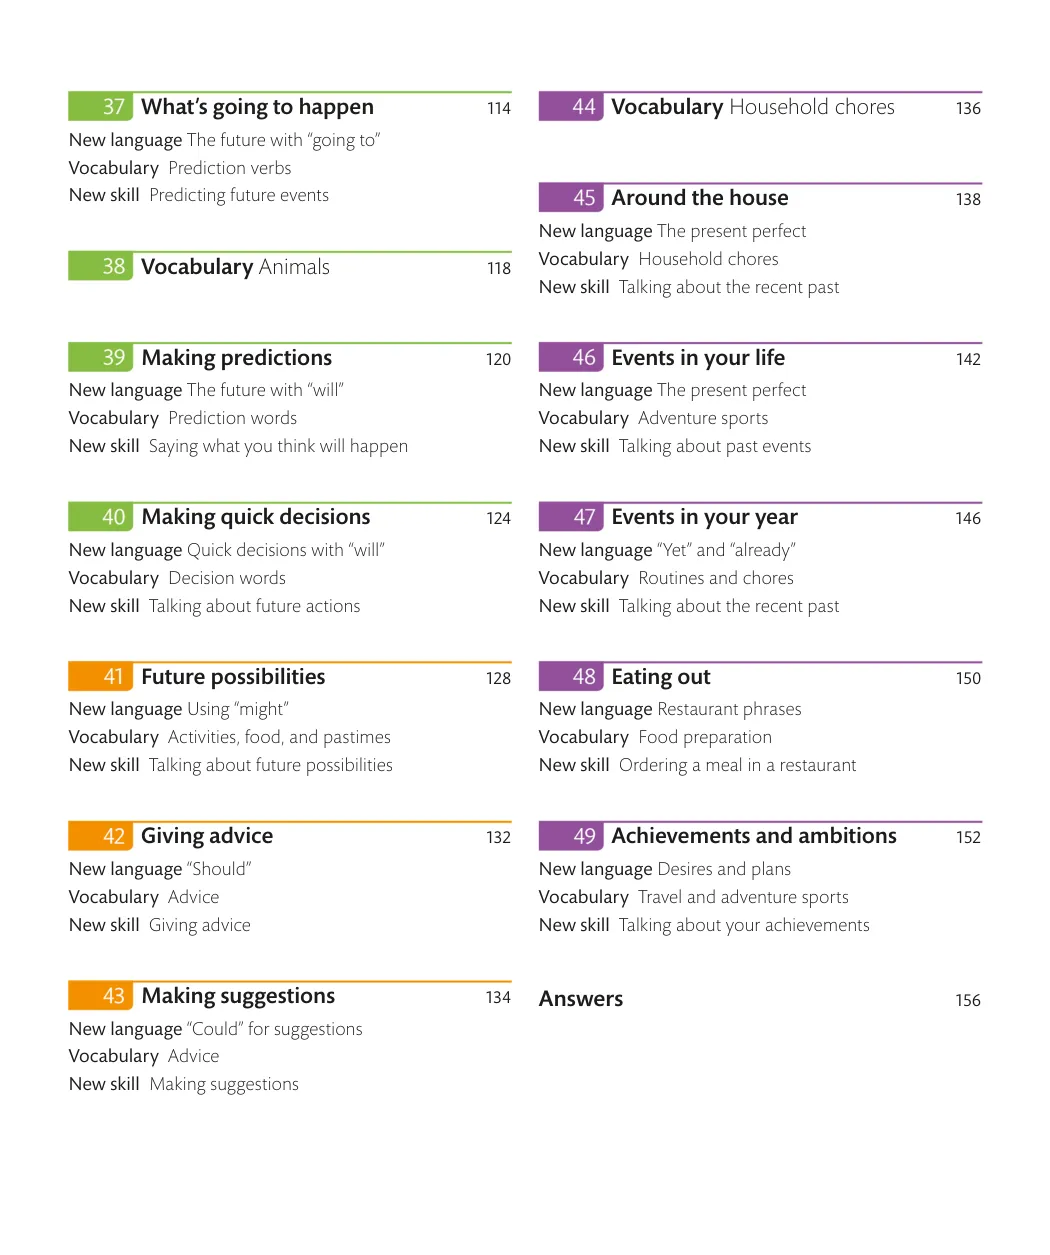 37 What's going to happen 114
New language The future with “going to”
Vocabulary Prediction verbs
New skill Predicting future events
38 Vocabulary Animals 118
39 Making predictions 120
New language The future with “will”
Vocabulary Prediction words
New skill Saying what you think will happen
40 Making quick decisions 124
New language Quick decisions with “will”
Vocabulary Decision words
New skill Talking about future actions
41 Future possibilities 128
New language Using “might”
Vocabulary Activities, food, and pastimes
New skill Talking about future possibilities
42 Giving advice 132
New language “Should”
Vocabulary Advice
New skill Giving advice
43 Making suggestions 134
New language “Could” for suggestions
Vocabulary Advice
New skill Making suggestions
44 Vocabulary Household chores 136
45 Around the house 138
New language The present perfect
Vocabulary Household chores
New skill Talking about the recent past
46 Events in your life 142
New language The present perfect
Vocabulary Adventure sports
New skill Talking about past events
47 Events in your year 146
New language “Yet” and “already”
Vocabulary Routines and chores
New skill Talking about the recent past
48 Eating out 150
New language Restaurant phrases
Vocabulary Food preparation
New skill Ordering a meal in a restaurant
49 Achievements and ambitions 152
New language Desires and plans
Vocabulary Travel and adventure sports
New skill Talking about your achievements
Answers 156